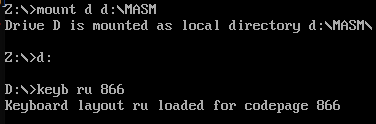 Z:\>mount d d:\MASM
Drive D is mounted as local directory d:\MASM\
Z:\>d:
D:\>keyb ru 866
Keyboard layout ru loaded for codepage 866